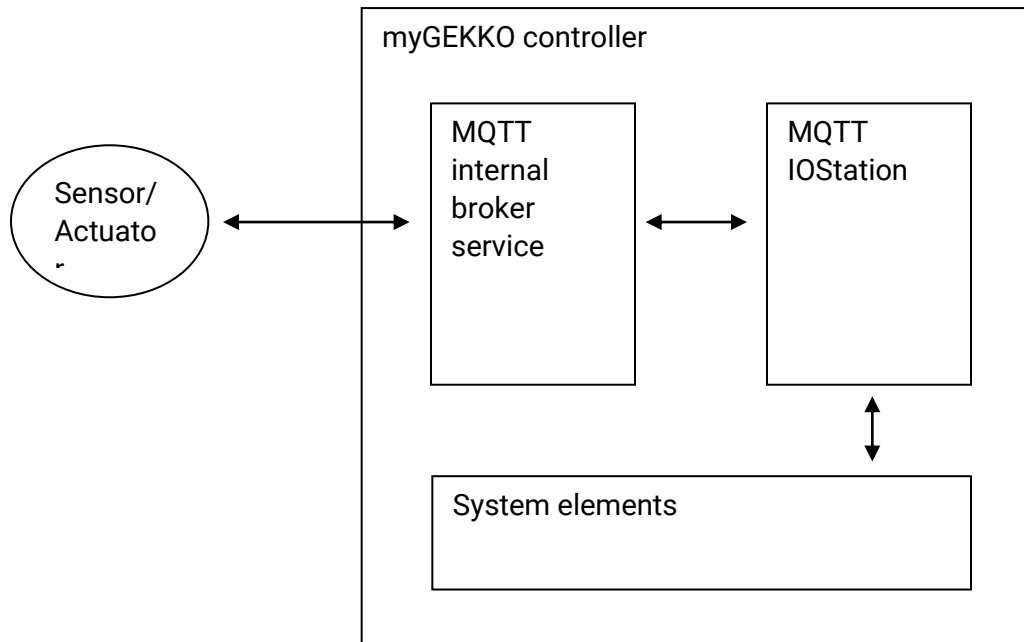 myGEKKO controller
MQTT
internal
broker
service
MQTT
IOStation
Sensor/
Actuato
r
System elements